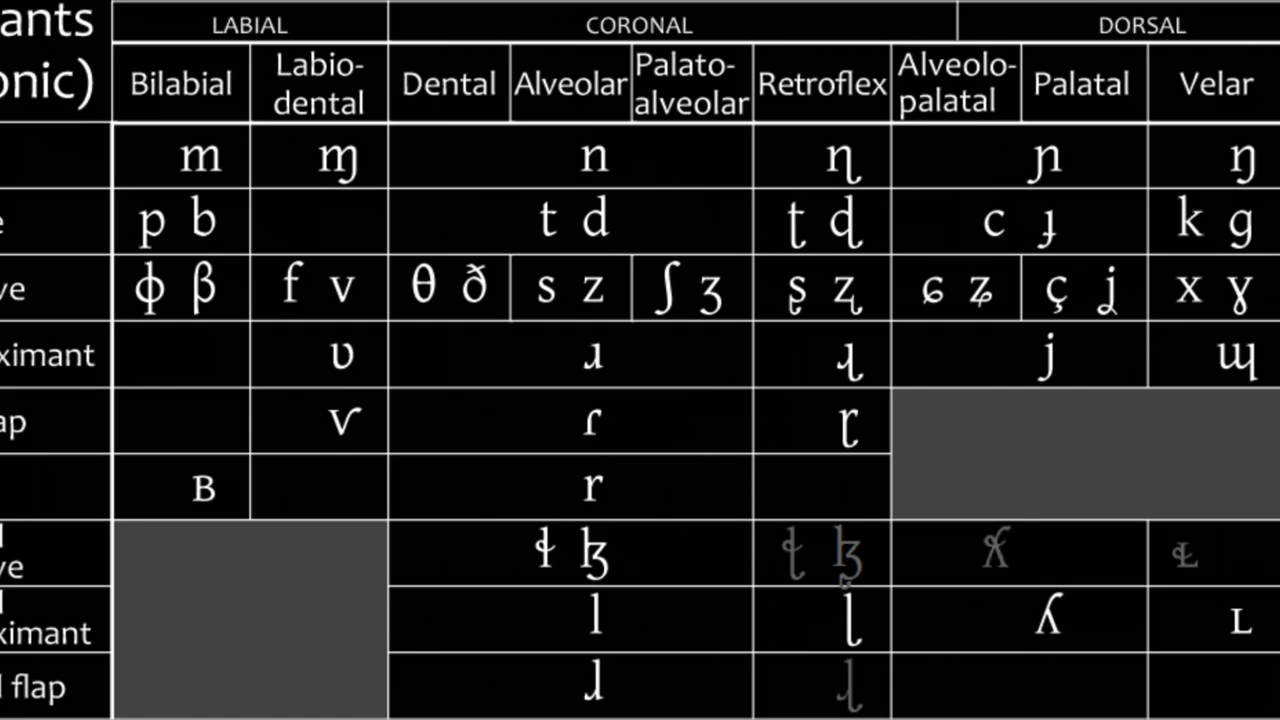 ants LABIAL CORONAL DORSAL
onic) Bilabial Labio-dental Dental Alveolar Palato-alveolar Retroflex Alveolo-palatal Palatal Velar
m ɱ n ɳ ɲ ŋ
e p b t d ʈ ɖ c ɟ k ɡ
ve ɸ β f v θ ð s z ʃ ʒ ʂ ʐ ɕ ʑ ç ʝ x ɣ
ximant ʋ ɹ ɻ j ɰ
ap ⱱ ɾ ɽ
ʙ r
l
ve ɬ ɮ
l
ximant l ɭ ʎ ʟ
l flap ɺ